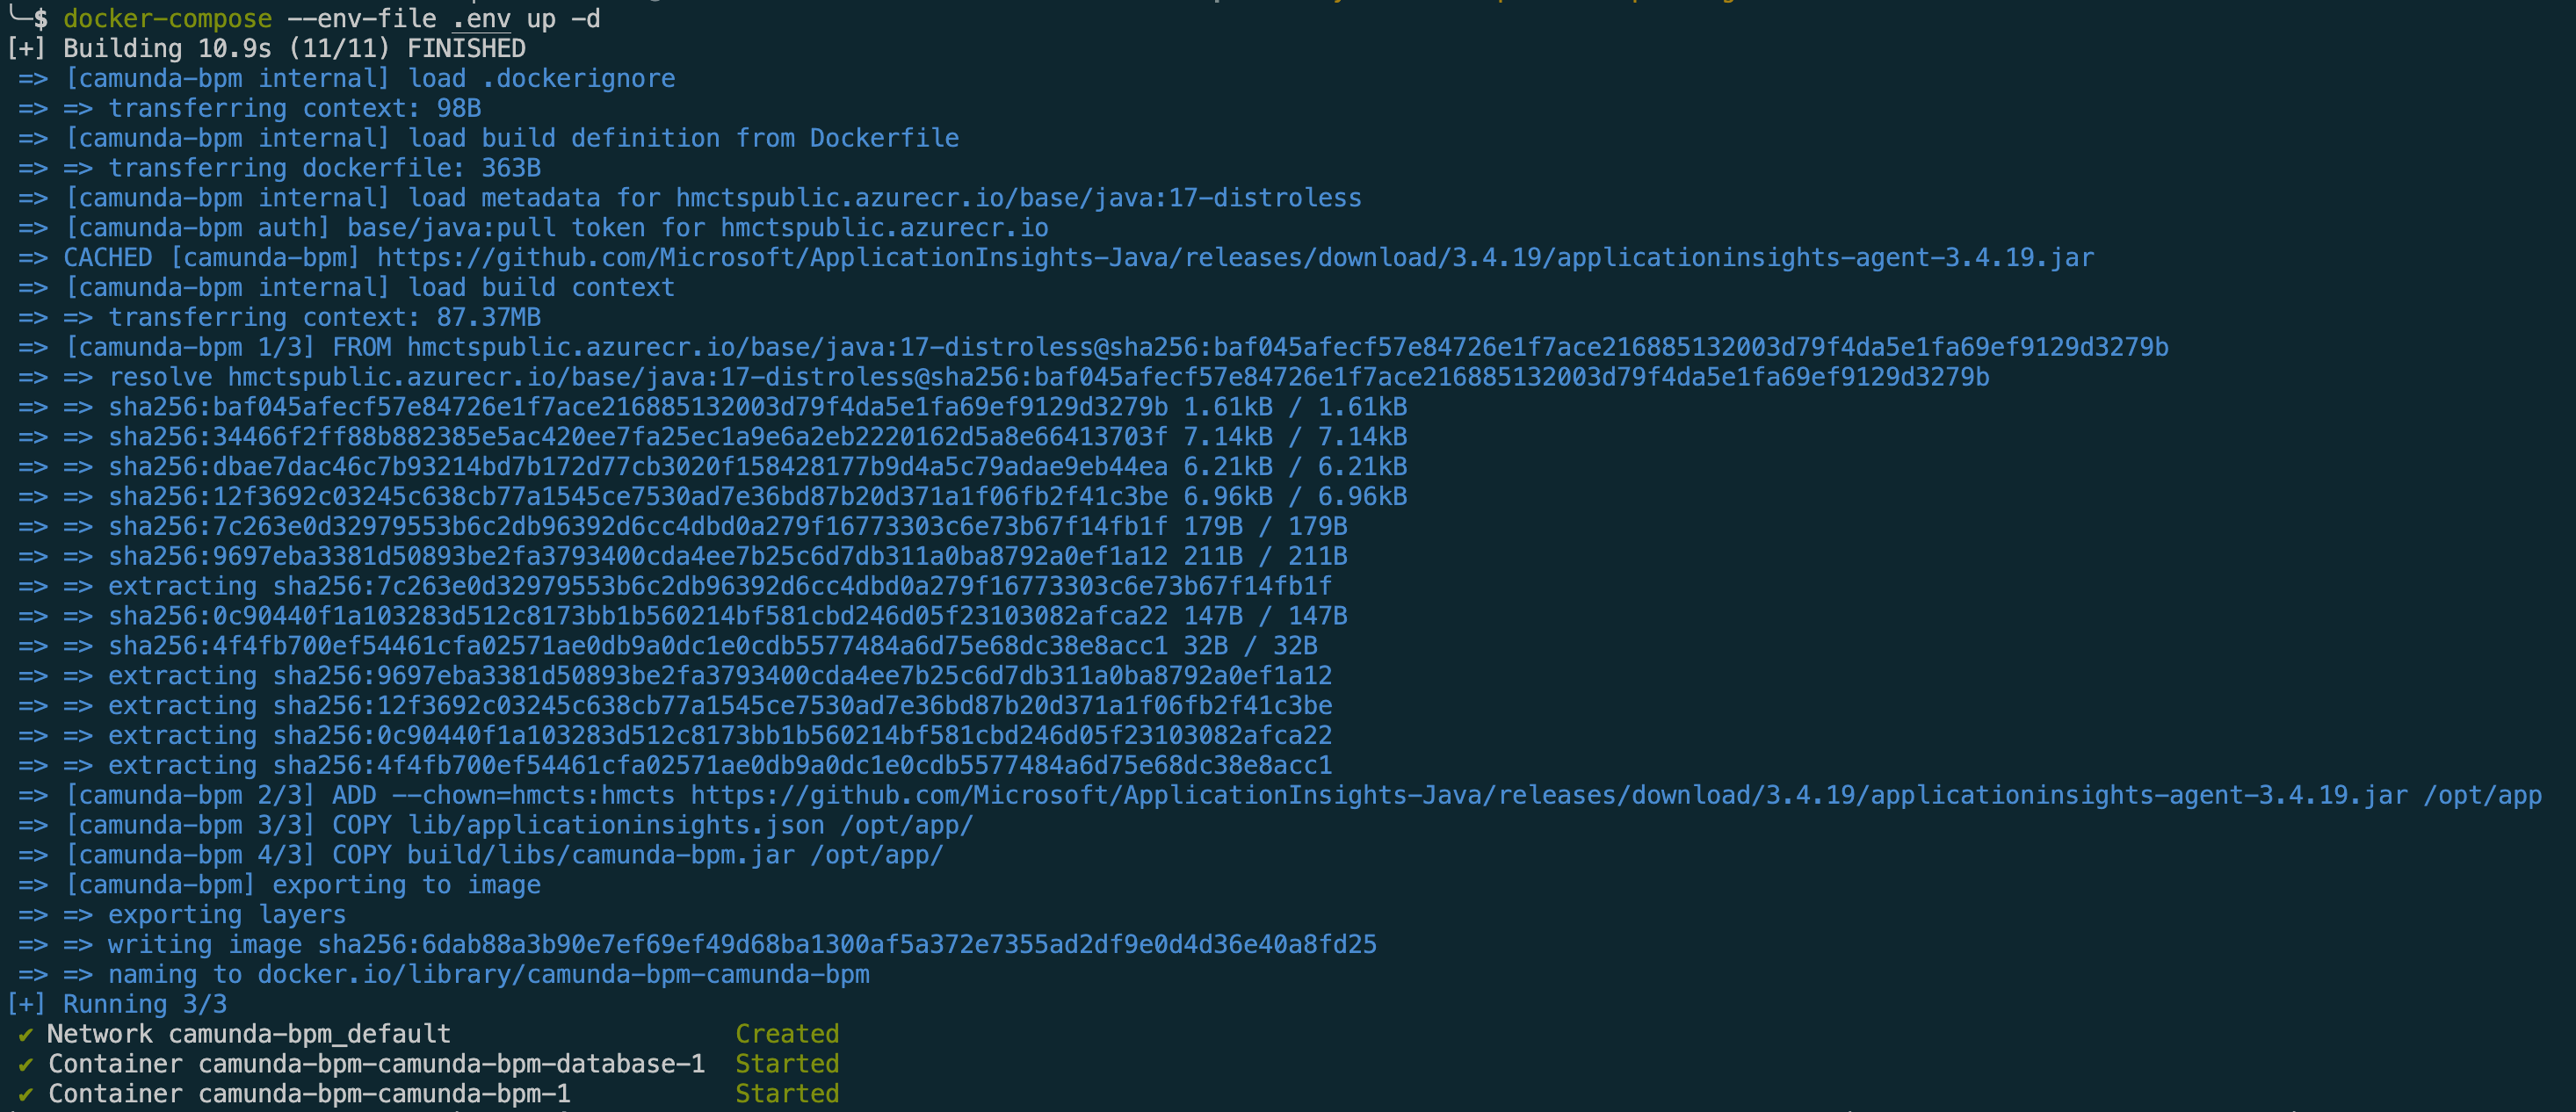 ╰─$ docker-compose --env-file .env up -d
[+] Building 10.9s (11/11) FINISHED
=> [camunda-bpm internal] load .dockerignore
=> => transferring context: 98B
=> [camunda-bpm internal] load build definition from Dockerfile
=> => transferring dockerfile: 363B
=> [camunda-bpm internal] load metadata for hmctspublic.azurecr.io/base/java:17-distroless
=> [camunda-bpm auth] base/java:pull token for hmctspublic.azurecr.io
=> CACHED [camunda-bpm] https://github.com/Microsoft/ApplicationInsights-Java/releases/download/3.4.19/applicationinsights-agent-3.4.19.jar
=> [camunda-bpm internal] load build context
=> => transferring context: 87.37MB
=> [camunda-bpm 1/3] FROM hmctspublic.azurecr.io/base/java:17-distroless@sha256:baf045afecf57e84726e1f7ace216885132003d79f4da5e1fa69ef9129d3279b
=> => resolve hmctspublic.azurecr.io/base/java:17-distroless@sha256:baf045afecf57e84726e1f7ace216885132003d79f4da5e1fa69ef9129d3279b
=> => sha256:baf045afecf57e84726e1f7ace216885132003d79f4da5e1fa69ef9129d3279b 1.61kB / 1.61kB
=> => sha256:34466f2ff88b882385e5ac420ee7fa25ec1a9e6a2eb2220162d5a8e66413703f 7.14kB / 7.14kB
=> => sha256:dbae7dac46c7b93214bd7b172d77cb3020f158428177b9d4a5c79adae9eb44ea 6.21kB / 6.21kB
=> => sha256:12f3692c03245c638cb77a1545ce7530ad7e36bd87b20d371a1f06fb2f41c3be 6.96kB / 6.96kB
=> => sha256:7c263e0d32979553b6c2db96392d6cc4dbd0a279f16773303c6e73b67f14fb1f 179B / 179B
=> => sha256:9697eba3381d50893be2fa3793400cda4ee7b25c6d7db311a0ba8792a0ef1a12 211B / 211B
=> => extracting sha256:7c263e0d32979553b6c2db96392d6cc4dbd0a279f16773303c6e73b67f14fb1f
=> => sha256:0c90440f1a103283d512c8173bb1b560214bf581cbd246d05f23103082afca22 147B / 147B
=> => sha256:4f4fb700ef54461cfa02571ae0db9a0dc1e0cdb5577484a6d75e68dc38e8acc1 32B / 32B
=> => extracting sha256:9697eba3381d50893be2fa3793400cda4ee7b25c6d7db311a0ba8792a0ef1a12
=> => extracting sha256:12f3692c03245c638cb77a1545ce7530ad7e36bd87b20d371a1f06fb2f41c3be
=> => extracting sha256:0c90440f1a103283d512c8173bb1b560214bf581cbd246d05f23103082afca22
=> => extracting sha256:4f4fb700ef54461cfa02571ae0db9a0dc1e0cdb5577484a6d75e68dc38e8acc1
=> [camunda-bpm 2/3] ADD --chown=hmcts:hmcts https://github.com/Microsoft/ApplicationInsights-Java/releases/download/3.4.19/applicationinsights-agent-3.4.19.jar /opt/app
=> [camunda-bpm 3/3] COPY lib/applicationinsights.json /opt/app/
=> [camunda-bpm 4/3] COPY build/libs/camunda-bpm.jar /opt/app/
=> [camunda-bpm] exporting to image
=> => exporting layers
=> => writing image sha256:6dab88a3b90e7ef69ef49d68ba1300af5a372e7355ad2df9e0d4d36e40a8fd25
=> => naming to docker.io/library/camunda-bpm-camunda-bpm
[+] Running 3/3
✔ Network camunda-bpm_default Created
✔ Container camunda-bpm-camunda-bpm-database-1 Started
✔ Container camunda-bpm-camunda-bpm-1 Started